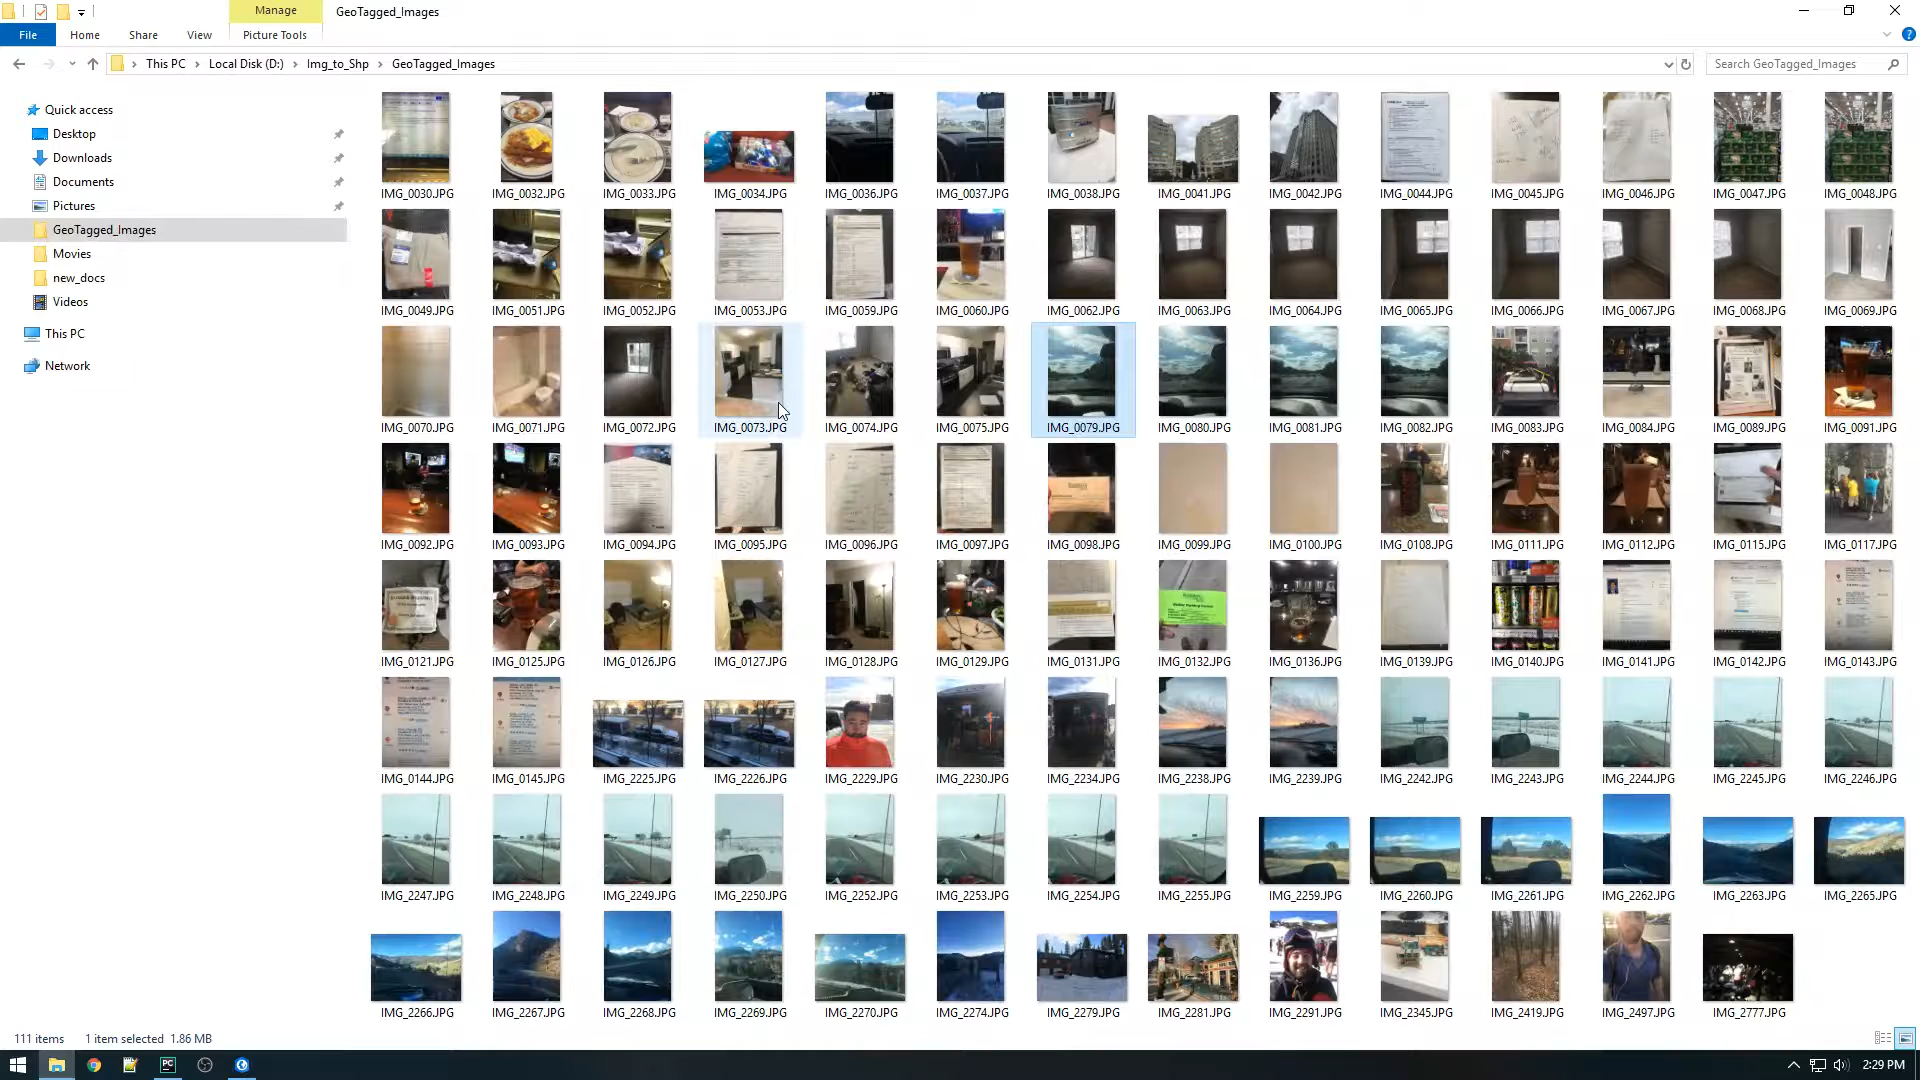 Manage
GeoTagged_Images
File
Home
Share
View
Picture Tools
This PC
Local Disk (D:)
Img_to_Shp
GeoTagged_Images
Search GeoTagged_Images
Quick access
Desktop
Downloads
Documents
Pictures
GeoTagged_Images
Movies
new_docs
Videos
This PC
Network
IMG_0030.JPG IMG_0032.JPG IMG_0033.JPG IMG_0034.JPG IMG_0036.JPG IMG_0037.JPG IMG_0038.JPG IMG_0041.JPG IMG_0042.JPG IMG_0044.JPG IMG_0045.JPG IMG_0046.JPG IMG_0047.JPG IMG_0048.JPG
IMG_0049.JPG IMG_0051.JPG IMG_0052.JPG IMG_0053.JPG IMG_0059.JPG IMG_0060.JPG IMG_0062.JPG IMG_0063.JPG IMG_0064.JPG IMG_0065.JPG IMG_0066.JPG IMG_0067.JPG IMG_0068.JPG IMG_0069.JPG
IMG_0070.JPG IMG_0071.JPG IMG_0072.JPG IMG_0073.JPG IMG_0074.JPG IMG_0075.JPG IMG_0079.JPG IMG_0080.JPG IMG_0081.JPG IMG_0082.JPG IMG_0083.JPG IMG_0084.JPG IMG_0089.JPG IMG_0091.JPG
IMG_0092.JPG IMG_0093.JPG IMG_0094.JPG IMG_0095.JPG IMG_0096.JPG IMG_0097.JPG IMG_0098.JPG IMG_0099.JPG IMG_0100.JPG IMG_0108.JPG IMG_0111.JPG IMG_0112.JPG IMG_0115.JPG IMG_0117.JPG
IMG_0121.JPG IMG_0125.JPG IMG_0126.JPG IMG_0127.JPG IMG_0128.JPG IMG_0129.JPG IMG_0131.JPG IMG_0132.JPG IMG_0136.JPG IMG_0139.JPG IMG_0140.JPG IMG_0141.JPG IMG_0142.JPG IMG_0143.JPG
IMG_0144.JPG IMG_0145.JPG IMG_2225.JPG IMG_2226.JPG IMG_2229.JPG IMG_2230.JPG IMG_2234.JPG IMG_2238.JPG IMG_2239.JPG IMG_2242.JPG IMG_2243.JPG IMG_2244.JPG IMG_2245.JPG IMG_2246.JPG
IMG_2247.JPG IMG_2248.JPG IMG_2249.JPG IMG_2250.JPG IMG_2252.JPG IMG_2253.JPG IMG_2254.JPG IMG_2255.JPG IMG_2259.JPG IMG_2260.JPG IMG_2261.JPG IMG_2262.JPG IMG_2263.JPG IMG_2265.JPG
IMG_2266.JPG IMG_2267.JPG IMG_2268.JPG IMG_2269.JPG IMG_2270.JPG IMG_2274.JPG IMG_2279.JPG IMG_2281.JPG IMG_2291.JPG IMG_2345.JPG IMG_2419.JPG IMG_2497.JPG IMG_2777.JPG
111 items 1 item selected 1.86 MB
2:29 PM